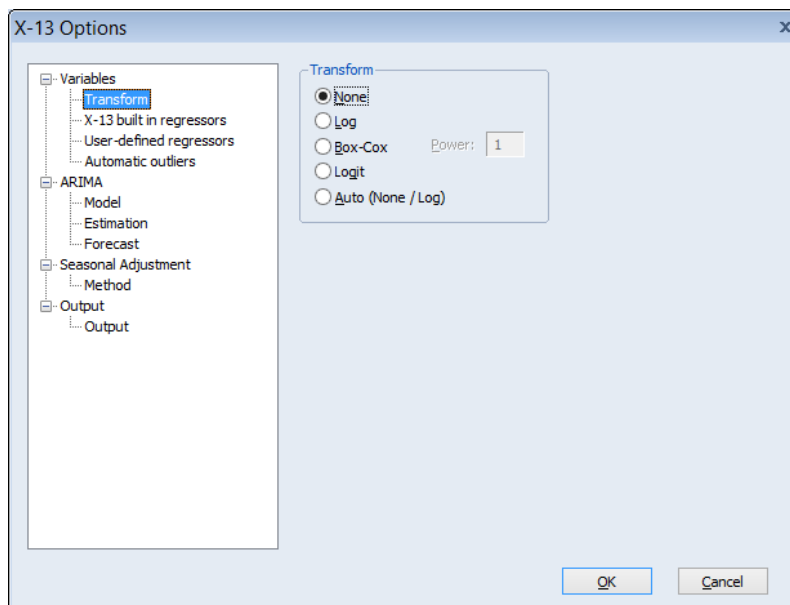 X-13 Options
x
Variables
Transform
X-13 built in regressors
User-defined regressors
Automatic outliers
ARIMA
Model
Estimation
Forecast
Seasonal Adjustment
Method
Output
Output
Transform
None
Log
Box-Cox Power: 1
Logit
Auto (None / Log)
OK Cancel